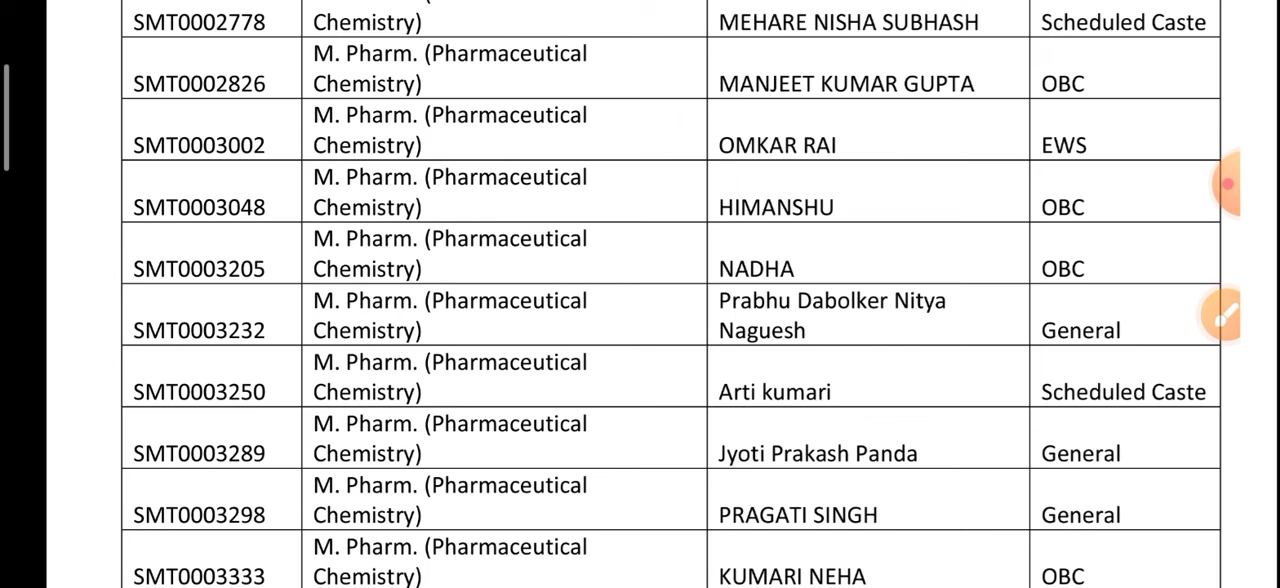 SMT0002778 Chemistry) MEHARE NISHA SUBHASH Scheduled Caste
M. Pharm. (Pharmaceutical
SMT0002826 Chemistry) MANJEET KUMAR GUPTA OBC
M. Pharm. (Pharmaceutical
SMT0003002 Chemistry) OMKAR RAI EWS
M. Pharm. (Pharmaceutical
SMT0003048 Chemistry) HIMANSHU OBC
M. Pharm. (Pharmaceutical
SMT0003205 Chemistry) NADHA OBC
M. Pharm. (Pharmaceutical Prabhu Dabolker Nitya
SMT0003232 Chemistry) Naguesh General
M. Pharm. (Pharmaceutical
SMT0003250 Chemistry) Arti kumari Scheduled Caste
M. Pharm. (Pharmaceutical
SMT0003289 Chemistry) Jyoti Prakash Panda General
M. Pharm. (Pharmaceutical
SMT0003298 Chemistry) PRAGATI SINGH General
M. Pharm. (Pharmaceutical
SMT0003333 Chemistry) KUMARI NEHA OBC